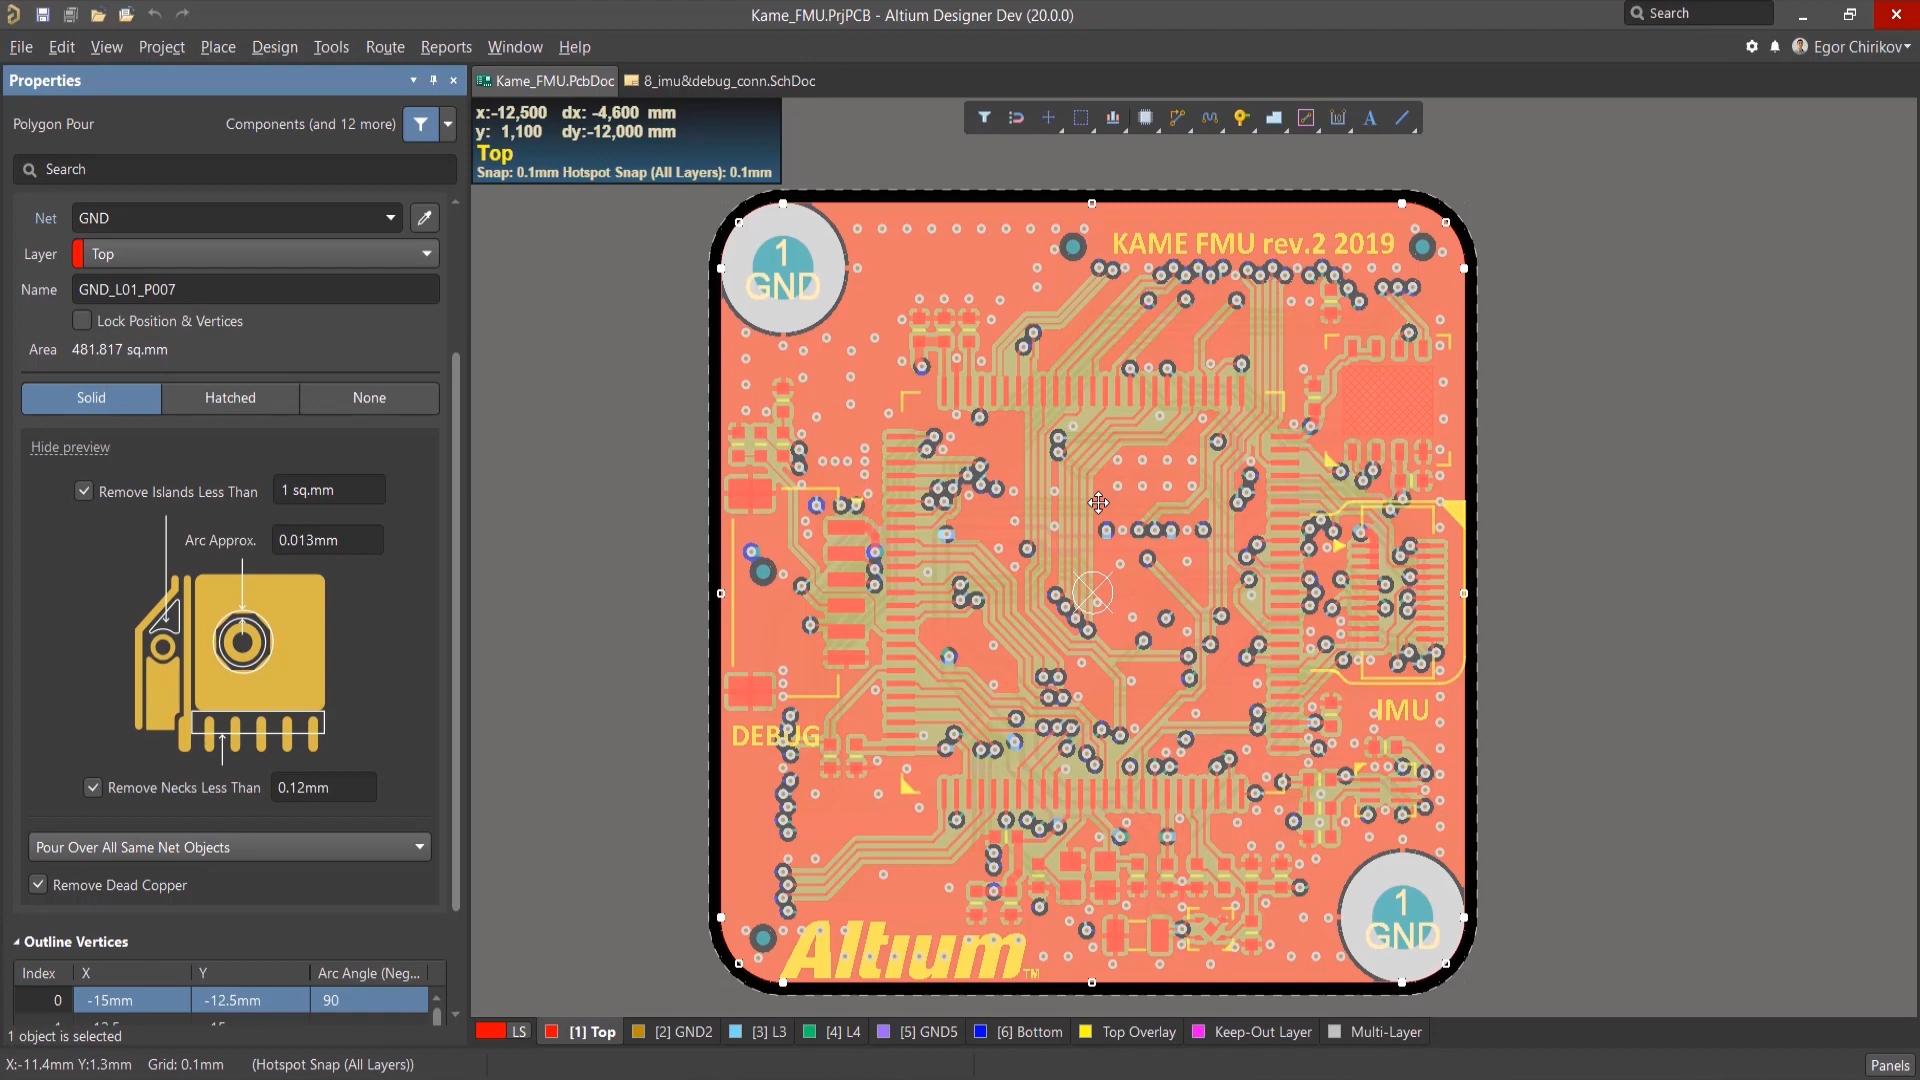 Kame_FMU.PrjPCB - Altium Designer Dev (20.0.0)
Search
File Edit View Project Place Design Tools Route Reports Window Help
Egor Chirikov
Properties
Kame_FMU.PcbDoc
8_imu&debug_conn.SchDoc
Polygon Pour
Components (and 12 more)
Search
x:-12,500 dx: -4,600 mm
y: 1,100 dy:-12,000 mm
Top
Snap: 0.1mm Hotspot Snap (All Layers): 0.1mm
Net GND
Layer Top
Name GND_L01_P007
Lock Position & Vertices
Area 481.817 sq.mm
Solid Hatched None
Hide preview
Remove Islands Less Than 1 sq.mm
Arc Approx. 0.013mm
Remove Necks Less Than 0.12mm
Pour Over All Same Net Objects
Remove Dead Copper
Outline Vertices
Index X Y Arc Angle (Neg...
0 -15mm -12.5mm 90
1 object is selected
1
GND
KAME FMU rev.2 2019
DEBUG
IMU
1
GND
Altium™
LS [1] Top [2] GND2 [3] L3 [4] L4 [5] GND5 [6] Bottom Top Overlay Keep-Out Layer Multi-Layer
X:-11.4mm Y:1.3mm Grid: 0.1mm (Hotspot Snap (All Layers))
Panels